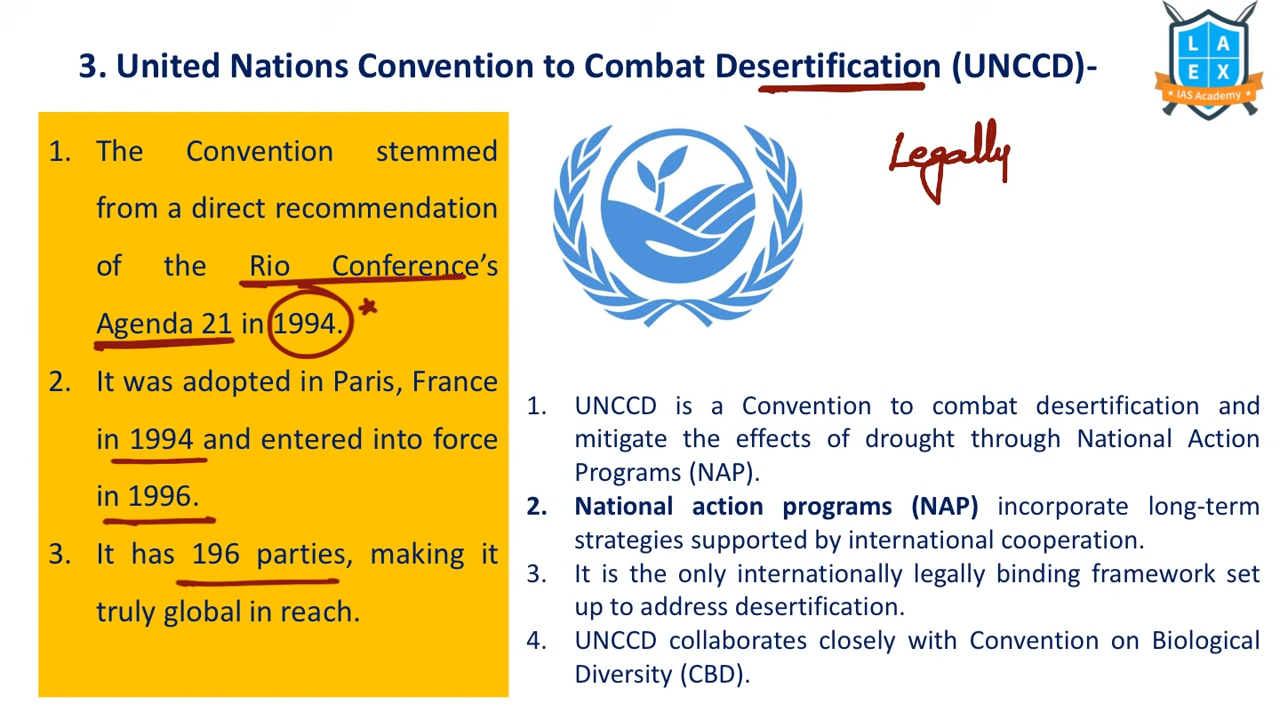 3. United Nations Convention to Combat Desertification (UNCCD)-
L A
E X
IAS Academy
Legally
1. The Convention stemmed
from a direct recommendation
of the Rio Conference's
Agenda 21 in 1994.
2. It was adopted in Paris, France
in 1994 and entered into force
in 1996.
3. It has 196 parties, making it
truly global in reach.
1. UNCCD is a Convention to combat desertification and
mitigate the effects of drought through National Action
Programs (NAP).
2. National action programs (NAP) incorporate long-term
strategies supported by international cooperation.
3. It is the only internationally legally binding framework set
up to address desertification.
4. UNCCD collaborates closely with Convention on Biological
Diversity (CBD).